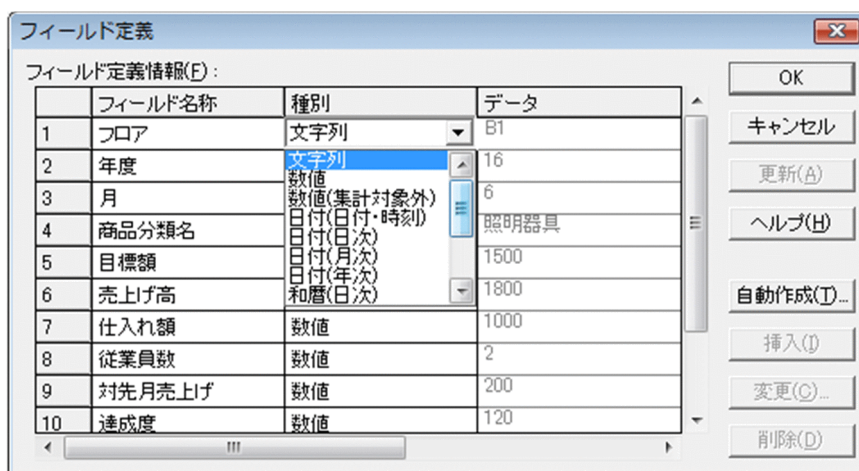 フィールド定義
フィールド定義情報(F):
フィールド名称 種別 データ
1 フロア 文字列 B1
2 年度 16
3 月 6
4 商品分類名 照明器具
5 目標額 1500
6 売上げ高 1800
7 仕入れ額 数値 1000
8 従業員数 数値 2
9 対先月売上げ 数値 200
10 達成度 数値 120
文字列
数値
数値(集計対象外)
日付(日付・時刻)
日付(日次)
日付(月次)
日付(年次)
和暦(日次)
OK
キャンセル
更新(A)
ヘルプ(H)
自動作成(T)...
挿入(I)
変更(C)...
削除(D)